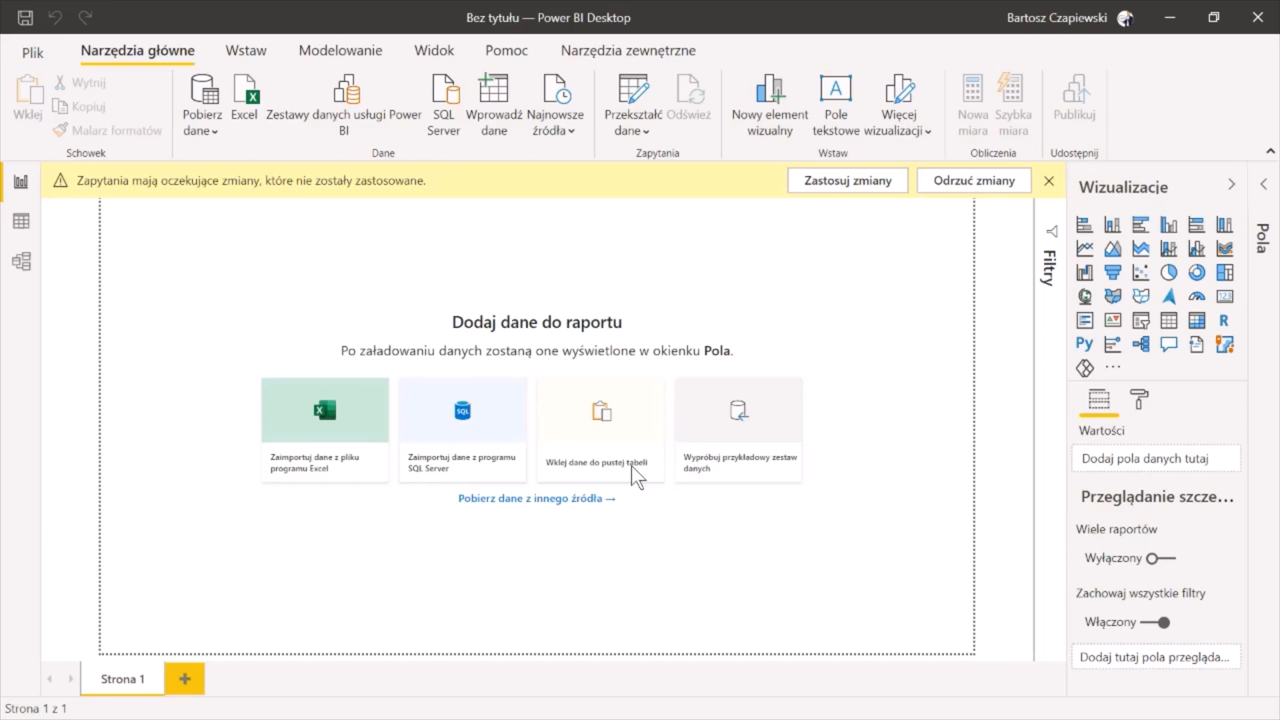 Bez tytułu — Power BI Desktop
Bartosz Czapiewski
Plik
Narzędzia główne
Wstaw
Modelowanie
Widok
Pomoc
Narzędzia zewnętrzne
Wklej
Wytnij
Kopiuj
Malarz formatów
Schowek
Pobierz
dane
Excel
Zestawy danych usługi Power
BI
SQL
Server
Wprowadź
dane
Najnowsze
źródła
Dane
Przekształć
dane
Odśwież
Zapytania
Nowy element
wizualny
Pole
tekstowe
Więcej
wizualizacji
Wstaw
Nowa
miara
Szybka
miara
Obliczenia
Publikuj
Udostępnij
Zapytania mają oczekujące zmiany, które nie zostały zastosowane.
Zastosuj zmiany
Odrzuć zmiany
Dodaj dane do raportu
Po załadowaniu danych zostaną one wyświetlone w okienku Pola.
X
Zaimportuj dane z pliku
programu Excel
SQL
Zaimportuj dane z programu
SQL Server
Wklej dane do pustej tabeli
Wypróbuj przykładowy zestaw
danych
Pobierz dane z innego źródła →
Filtry
Wizualizacje
123
R
Py
...
Wartości
Dodaj pola danych tutaj
Przeglądanie szcze...
Wiele raportów
Wyłączony
Zachowaj wszystkie filtry
Włączony
Dodaj tutaj pola przegląda...
Pola
Strona 1
+
Strona 1 z 1